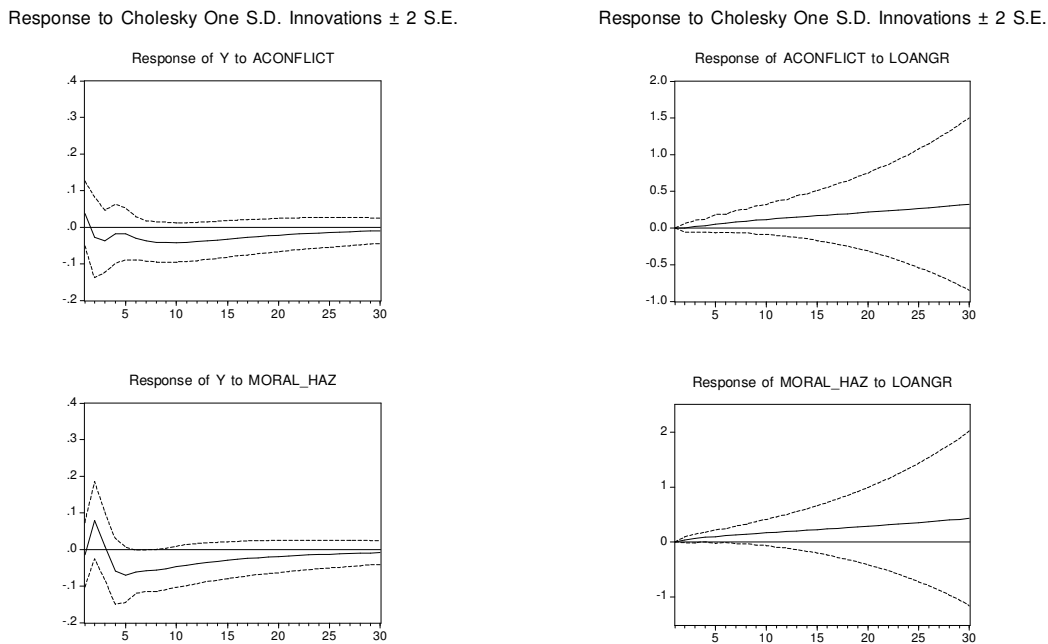 Response to Cholesky One S.D. Innovations ± 2 S.E.
Response of Y to ACONFLICT
.4
.3
.2
.1
.0
-.1
-.2
5 10 15 20 25 30
Response of Y to MORAL_HAZ
.4
.3
.2
.1
.0
-.1
-.2
5 10 15 20 25 30
Response to Cholesky One S.D. Innovations ± 2 S.E.
Response of ACONFLICT to LOANGR
2.0
1.5
1.0
0.5
0.0
-0.5
-1.0
5 10 15 20 25 30
Response of MORAL_HAZ to LOANGR
2
1
0
-1
5 10 15 20 25 30